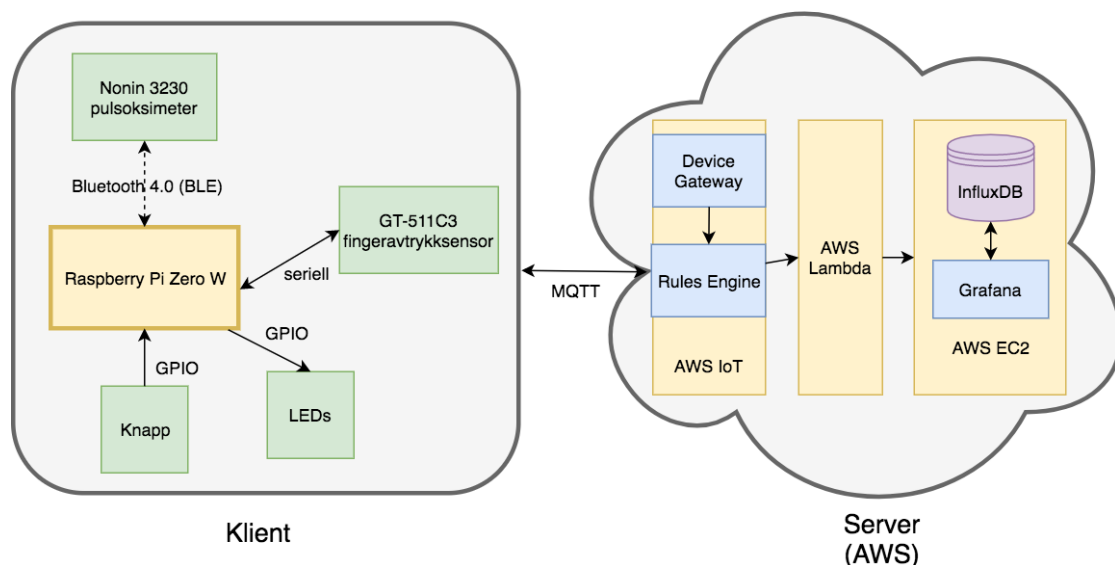 Nonin 3230
pulsoksimeter
Bluetooth 4.0 (BLE)
GT-511C3
fingeravtrykksensor
Raspberry Pi Zero W
seriell
GPIO
GPIO
Knapp
LEDs
Klient
MQTT
Device
Gateway
Rules Engine
AWS IoT
AWS
Lambda
InfluxDB
Grafana
AWS EC2
Server
(AWS)